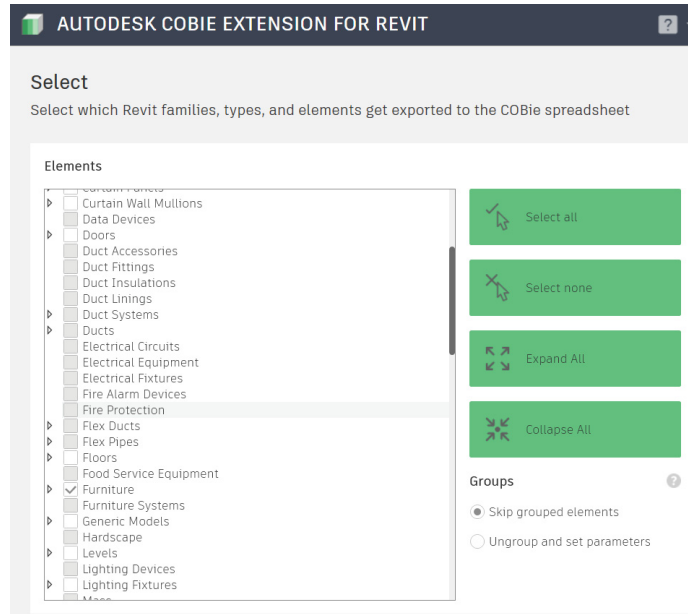 AUTODESK COBIE EXTENSION FOR REVIT
?
Select
Select which Revit families, types, and elements get exported to the COBie spreadsheet
Elements
Curtain Panels
Curtain Wall Mullions
Data Devices
Doors
Duct Accessories
Duct Fittings
Duct Insulations
Duct Linings
Duct Systems
Ducts
Electrical Circuits
Electrical Equipment
Electrical Fixtures
Fire Alarm Devices
Fire Protection
Flex Ducts
Flex Pipes
Floors
Food Service Equipment
Furniture
Furniture Systems
Generic Models
Hardscape
Levels
Lighting Devices
Lighting Fixtures
Mass
Select all
Select none
Expand All
Collapse All
Groups
?
Skip grouped elements
Ungroup and set parameters